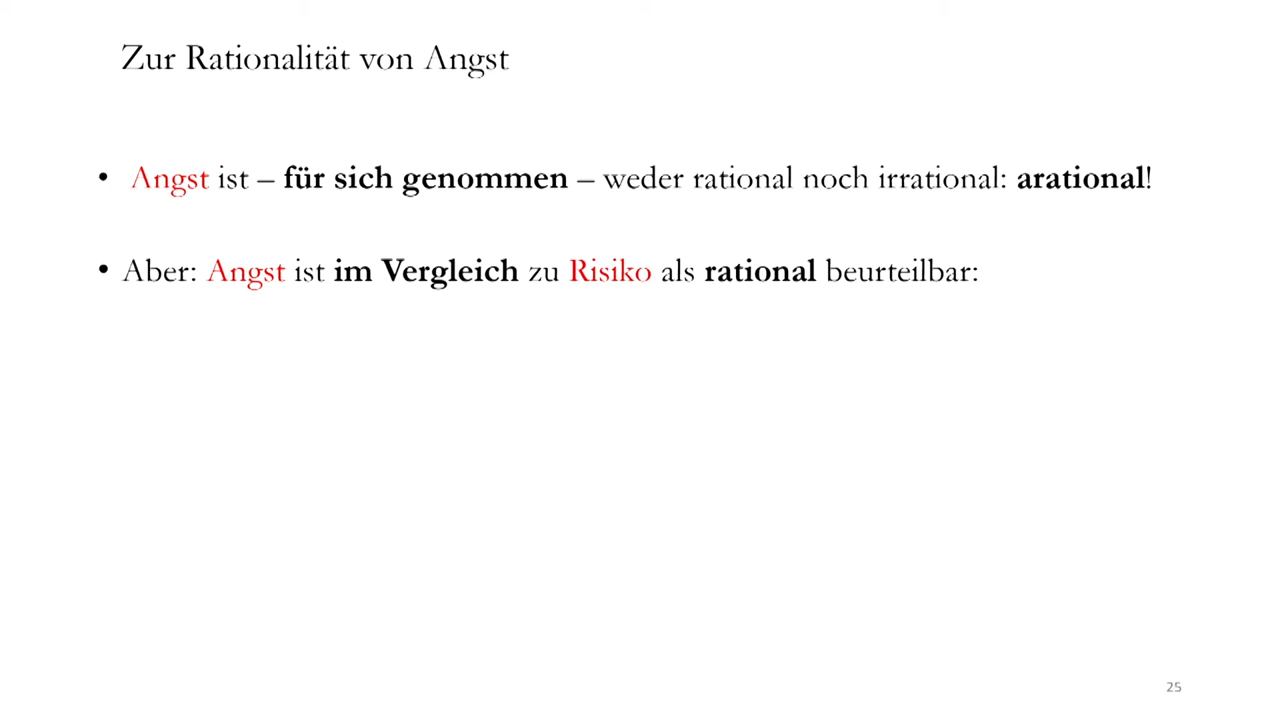 Zur Rationalität von Angst
• Angst ist – für sich genommen – weder rational noch irrational: arational!
• Aber: Angst ist im Vergleich zu Risiko als rational beurteilbar:
25